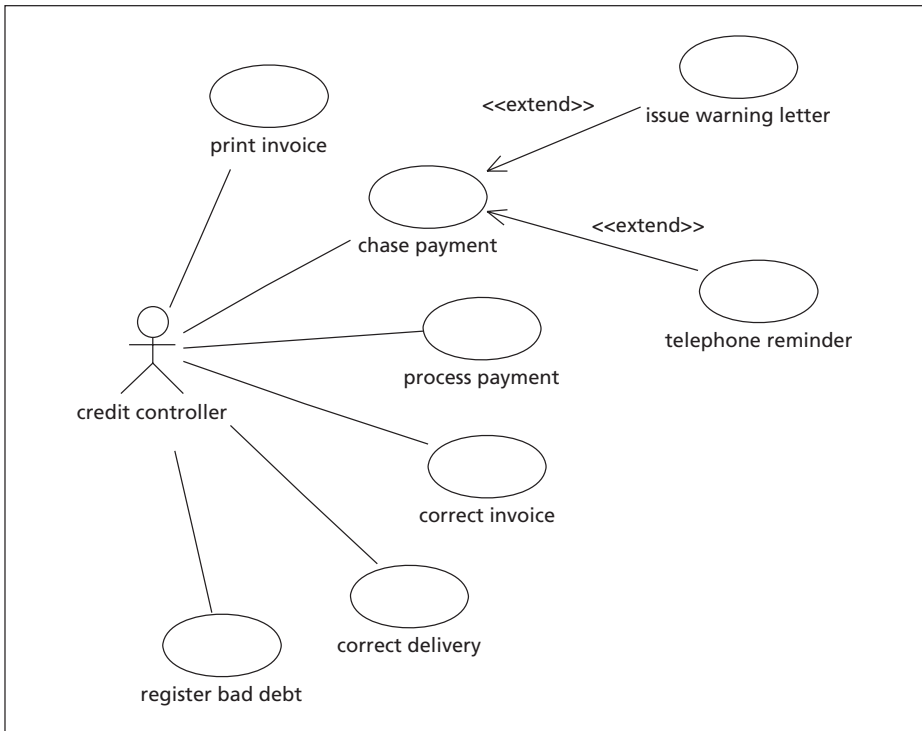 <<extend>>
issue warning letter
print invoice
<<extend>>
chase payment
telephone reminder
process payment
credit controller
correct invoice
correct delivery
register bad debt